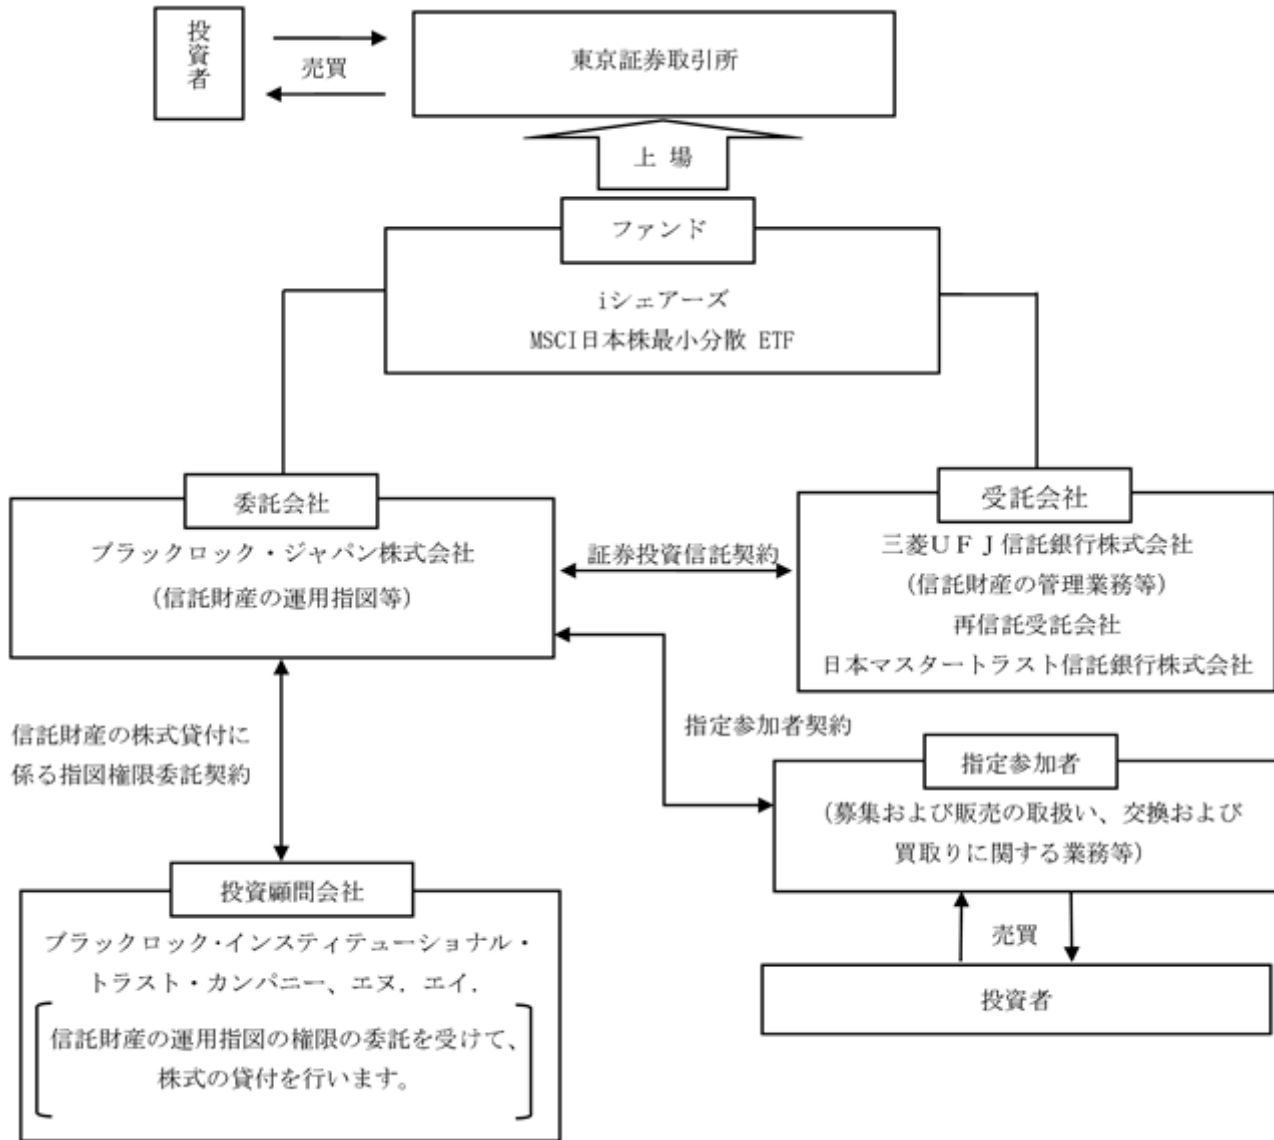 投資者
売買
東京証券取引所
上 場
ファンド
iシェアーズ
MSCI日本株最小分散 ETF
委託会社
ブラックロック・ジャパン株式会社
(信託財産の運用指図等)
証券投資信託契約
受託会社
三菱UFJ信託銀行株式会社
(信託財産の管理業務等)
再信託受託会社
日本マスタートラスト信託銀行株式会社
信託財産の株式貸付に
係る指図権限委託契約
指定参加者契約
指定参加者
(募集および販売の取扱い、交換および
買取りに関する業務等)
売買
投資者
投資顧問会社
ブラックロック・インスティテューショナル・
トラスト・カンパニー、エヌ．エイ．
信託財産の運用指図の権限の委託を受けて、
株式の貸付を行います。